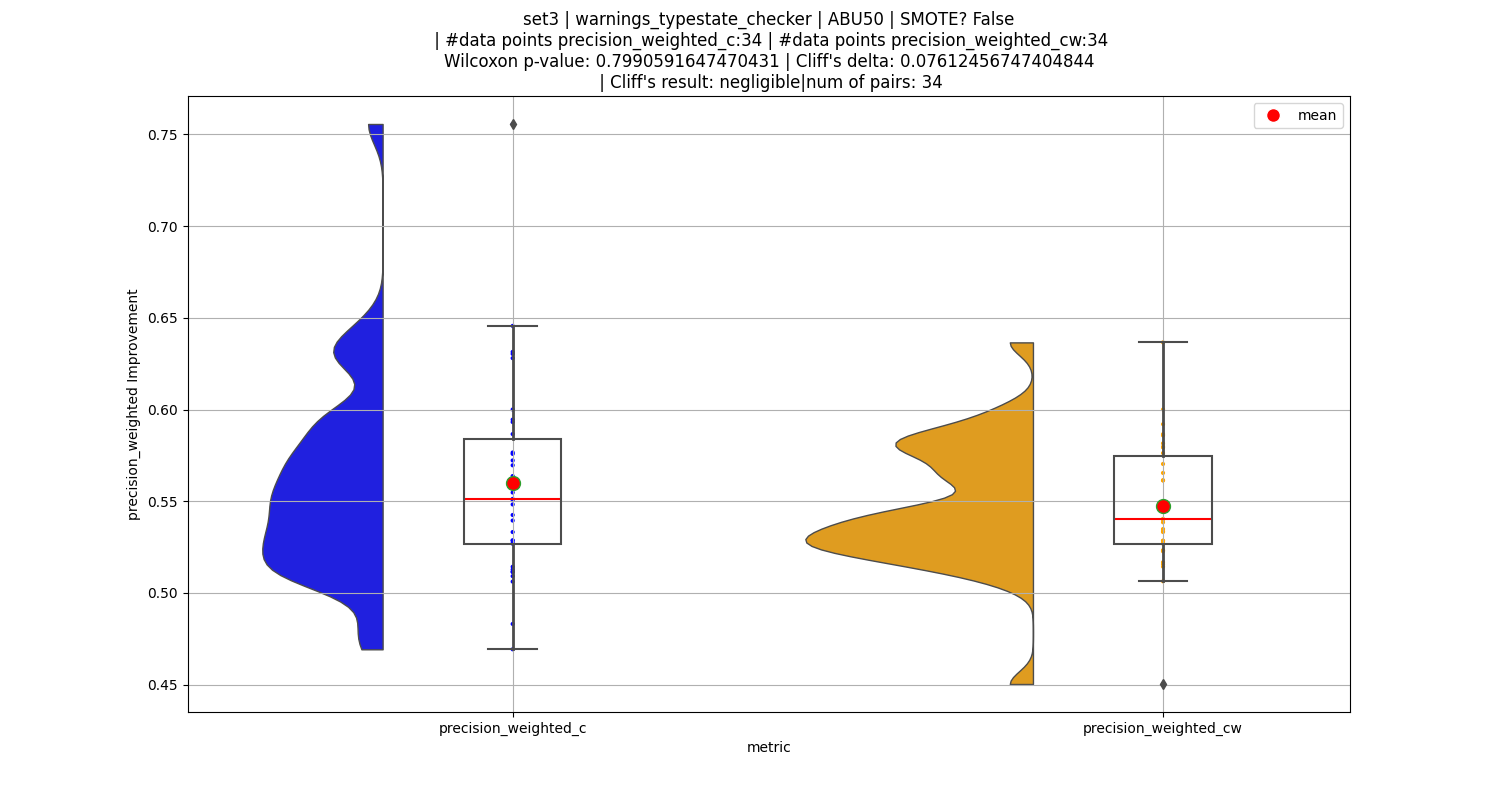 set3 | warnings_typestate_checker | ABU50 | SMOTE? False
| #data points precision_weighted_c:34 | #data points precision_weighted_cw:34
Wilcoxon p-value: 0.7990591647470431 | Cliff's delta: 0.07612456747404844
| Cliff's result: negligible|num of pairs: 34
mean
0.75
0.70
0.65
0.60
0.55
0.50
0.45
precision_weighted Improvement
precision_weighted_c
precision_weighted_cw
metric